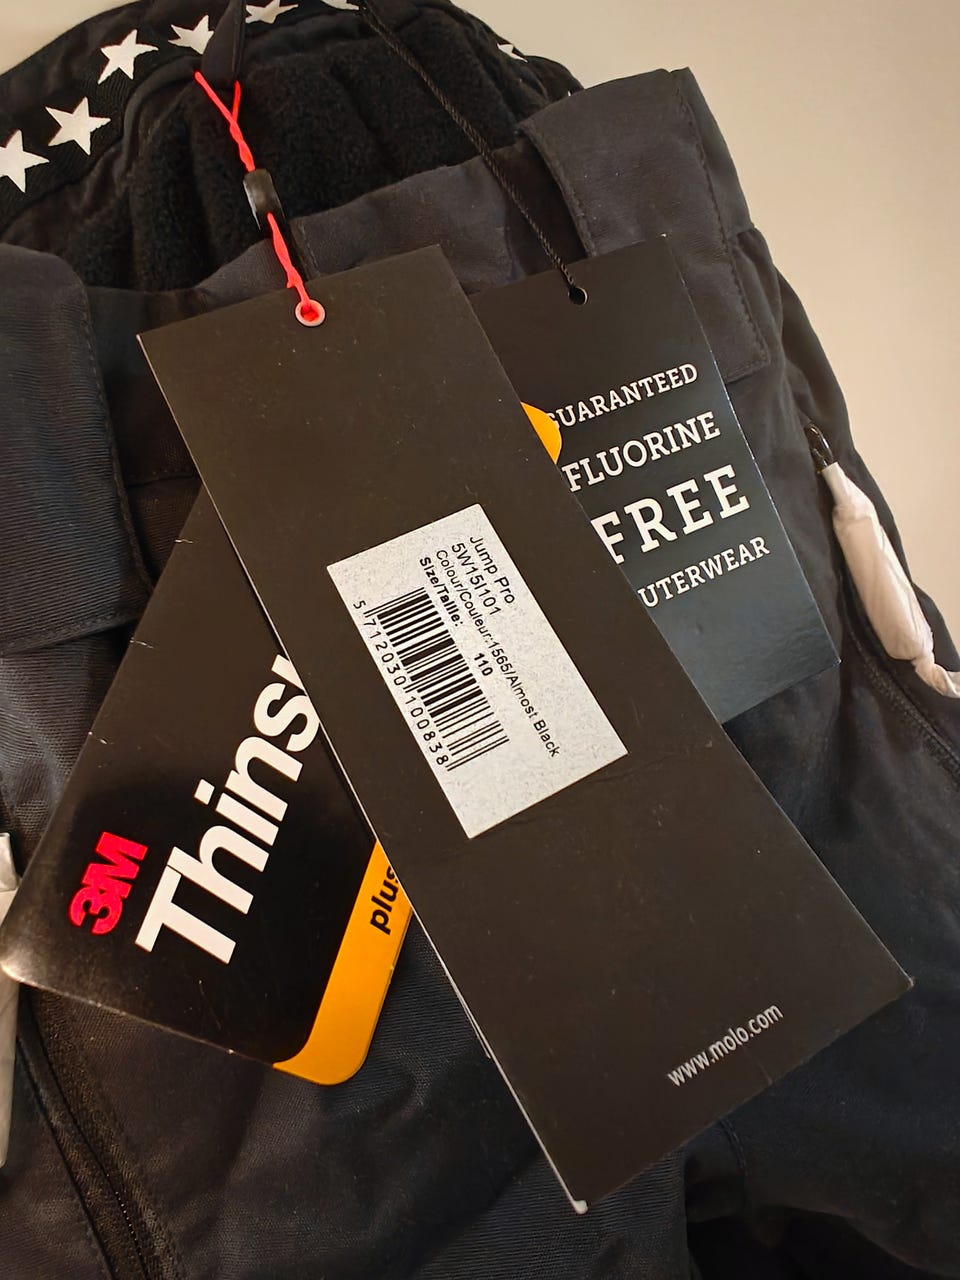 GUARANTEED
FLUORINE
FREE
UTERWEAR
Jump Pro
5W15I101
Colour/Couleur:1565/Almost Black
Size/Taille: 110
5 712030 100838
3M
Thins
plus
www.molo.com